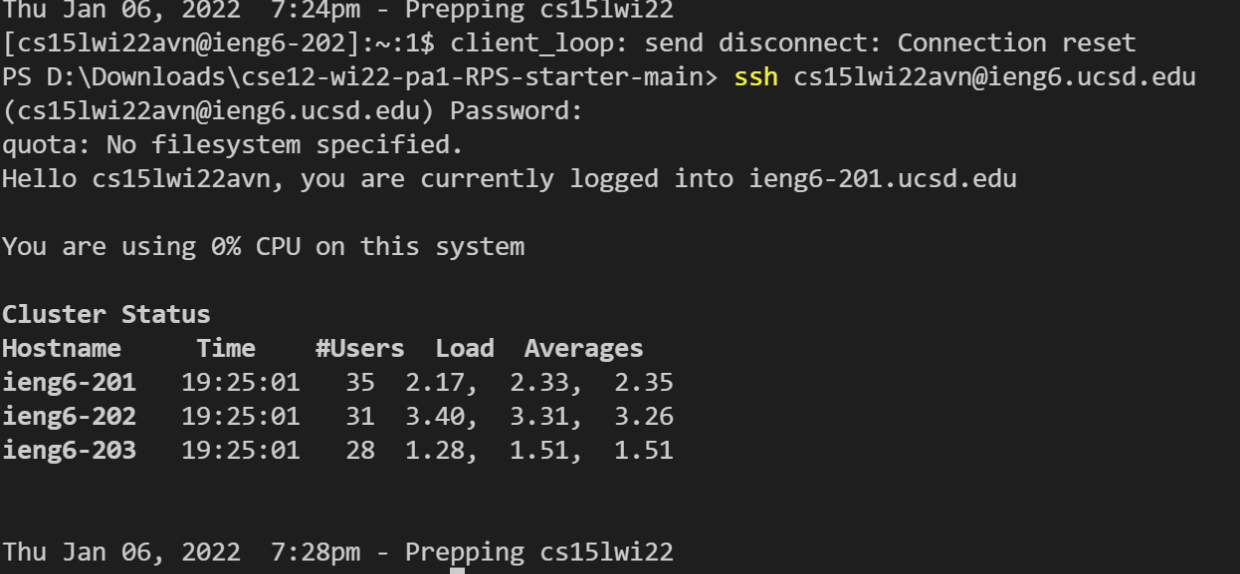 Thu Jan 06, 2022  7:24pm - Prepping cs15lwi22
[cs15lwi22avn@ieng6-202]:~:1$ client_loop: send disconnect: Connection reset
PS D:\Downloads\cse12-wi22-pa1-RPS-starter-main> ssh cs15lwi22avn@ieng6.ucsd.edu
(cs15lwi22avn@ieng6.ucsd.edu) Password:
quota: No filesystem specified.
Hello cs15lwi22avn, you are currently logged into ieng6-201.ucsd.edu
You are using 0% CPU on this system
Cluster Status
Hostname     Time    #Users  Load  Averages
ieng6-201   19:25:01   35  2.17,  2.33,  2.35
ieng6-202   19:25:01   31  3.40,  3.31,  3.26
ieng6-203   19:25:01   28  1.28,  1.51,  1.51
Thu Jan 06, 2022  7:28pm - Prepping cs15lwi22